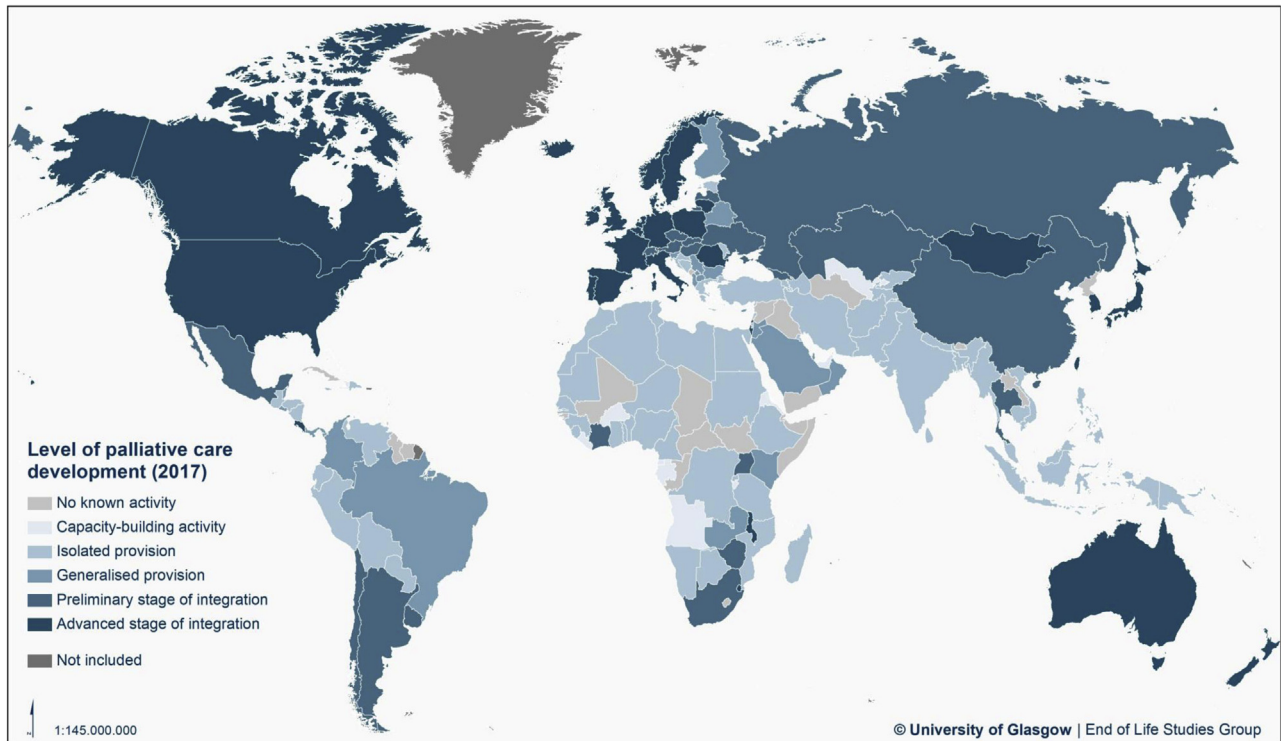 Level of palliative care
development (2017)
No known activity
Capacity-building activity
Isolated provision
Generalised provision
Preliminary stage of integration
Advanced stage of integration
Not included
N
1:145.000.000
© University of Glasgow | End of Life Studies Group